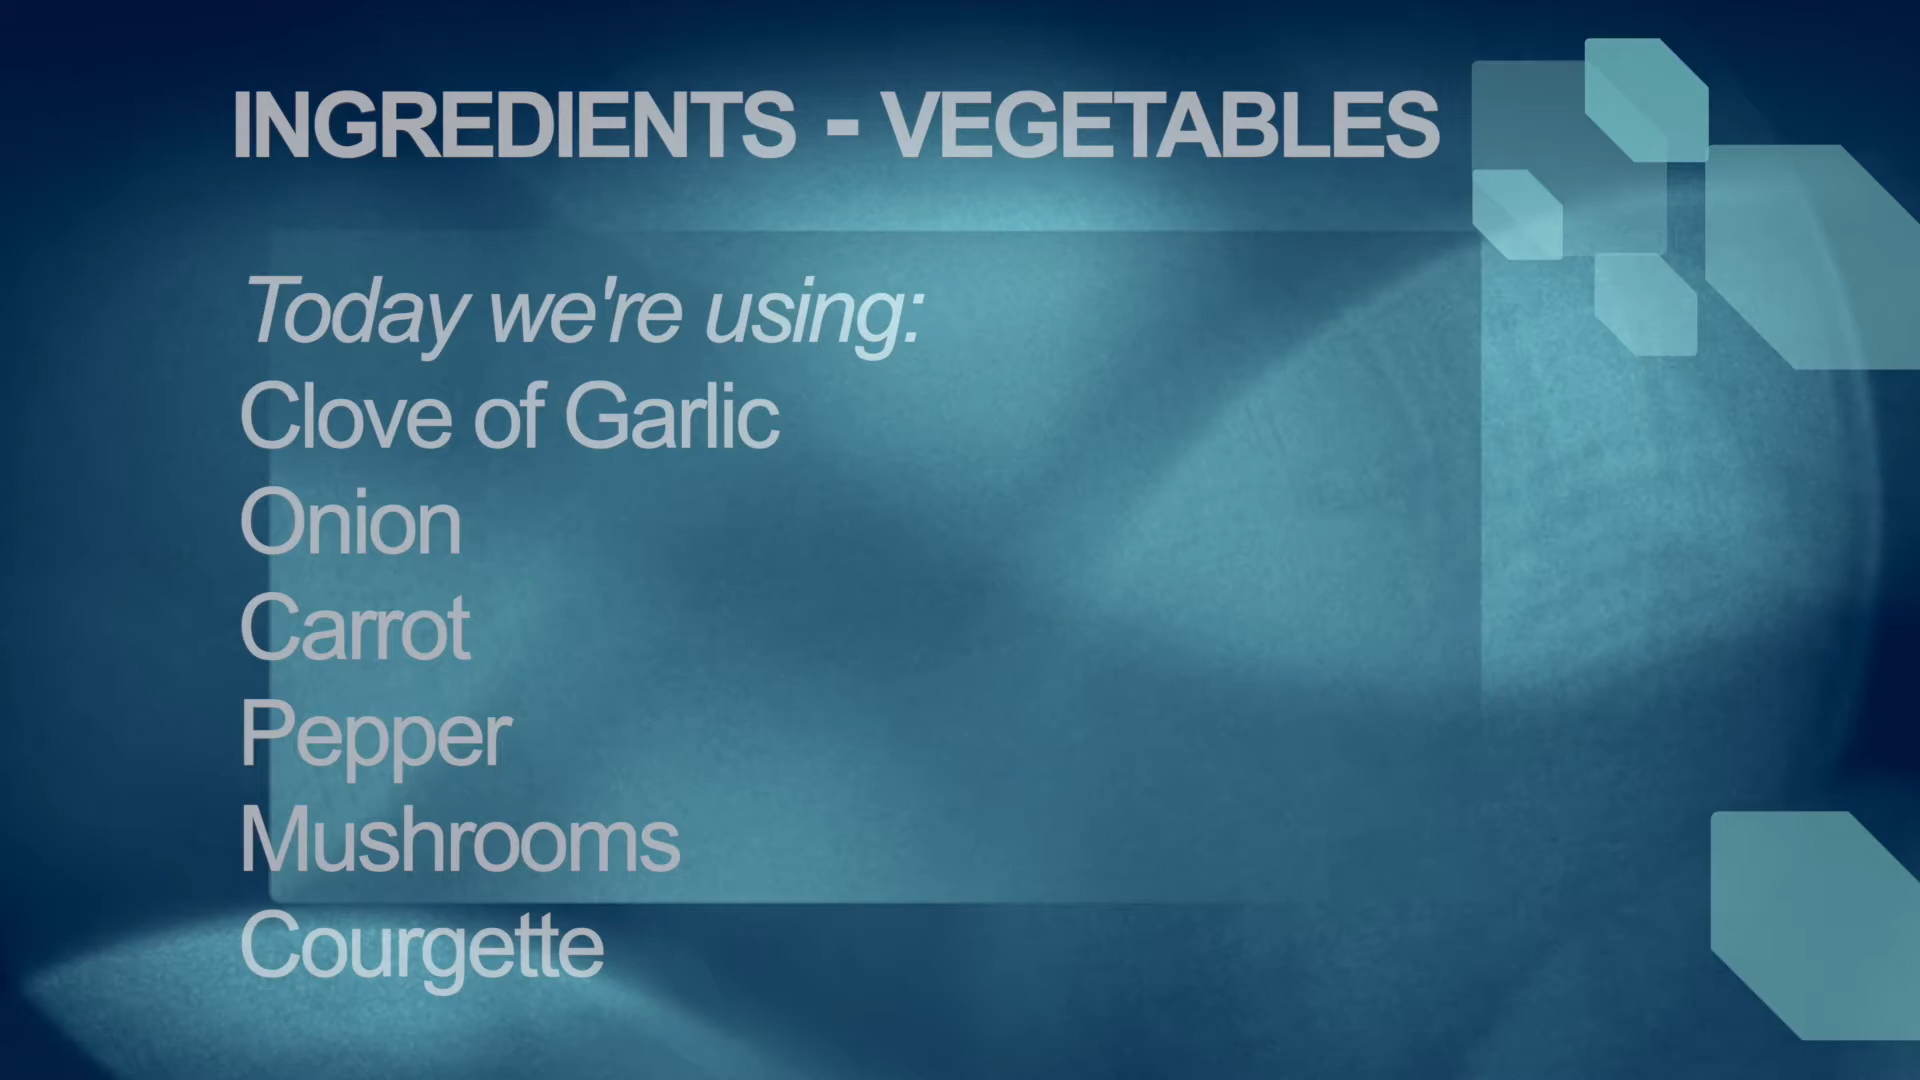 INGREDIENTS - VEGETABLES
Today we're using:
Clove of Garlic
Onion
Carrot
Pepper
Mushrooms
Courgette